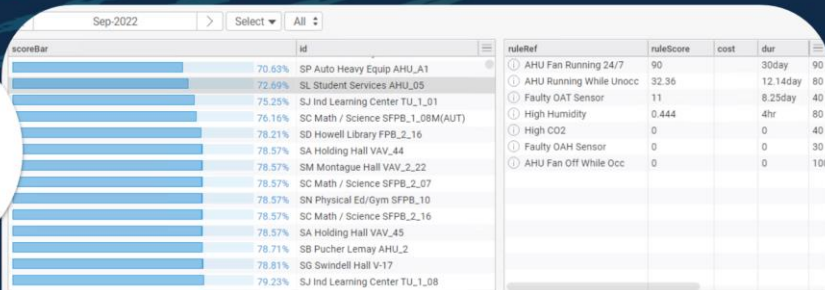 Sep-2022 > Select All
scoreBar id
70.63% SP Auto Heavy Equip AHU_A1
72.69% SL Student Services AHU_05
75.25% SJ Ind Learning Center TU_1_01
76.16% SC Math / Science SFPB_1_08M(AUT)
78.21% SD Howell Library FPB_2_16
78.57% SA Holding Hall VAV_44
78.57% SM Montague Hall VAV_2_22
78.57% SC Math / Science SFPB_2_07
78.57% SN Physical Ed/Gym SFPB_10
78.57% SC Math / Science SFPB_2_16
78.57% SA Holding Hall VAV_45
78.71% SB Pucher Lemay AHU_2
78.81% SG Swindell Hall V-17
79.23% SJ Ind Learning Center TU_1_08
ruleRef ruleScore cost dur
AHU Fan Running 24/7 90 30day 90
AHU Running While Unocc 32.36 12.14day 80
Faulty OAT Sensor 11 8.25day 40
High Humidity 0.444 4hr 80
High CO2 0 0 40
Faulty OAH Sensor 0 0 30
AHU Fan Off While Occ 0 0